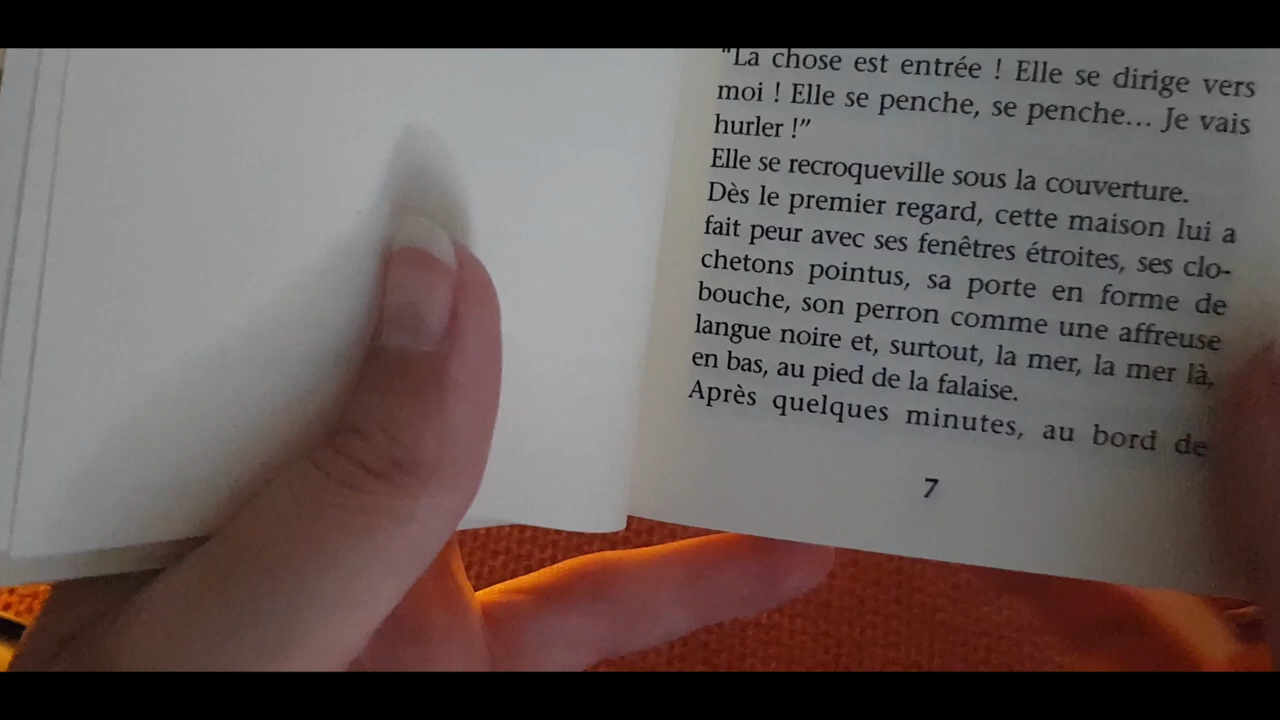 "La chose est entrée ! Elle se dirige vers
moi ! Elle se penche, se penche... Je vais
hurler !"
Elle se recroqueville sous la couverture.
Dès le premier regard, cette maison lui a
fait peur avec ses fenêtres étroites, ses clo-
chetons pointus, sa porte en forme de
bouche, son perron comme une affreuse
langue noire et, surtout, la mer, la mer là,
en bas, au pied de la falaise.
Après quelques minutes, au bord de
7